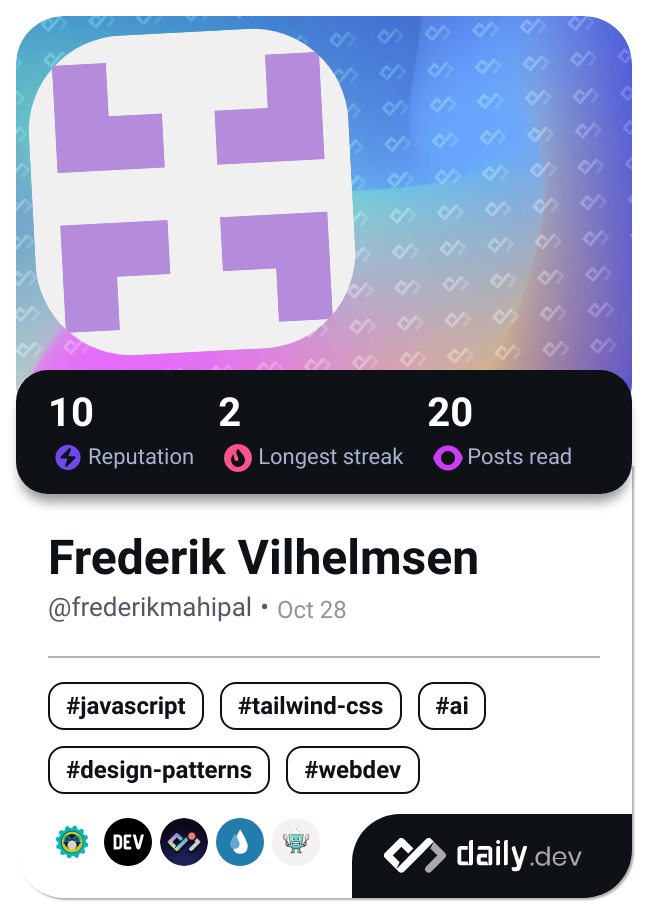 10 2 20
Reputation Longest streak Posts read
Frederik Vilhelmsen
@frederikmahipal • Oct 28
#javascript #tailwind-css #ai
#design-patterns #webdev
DEV daily.dev